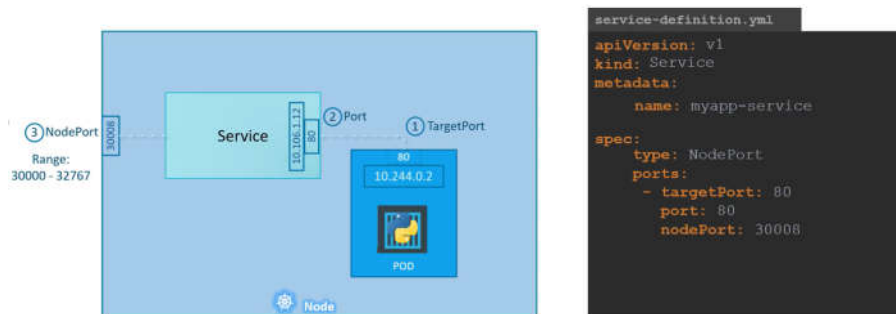 service-definition.yml
apiVersion: v1
kind: Service
metadata:
name: myapp-service
spec:
type: NodePort
ports:
- targetPort: 80
port: 80
nodePort: 30008
3 NodePort
Range:
30000 - 32767
30008
Service
10.106.1.12
80
2 Port
1 TargetPort
80
10.244.0.2
POD
Node